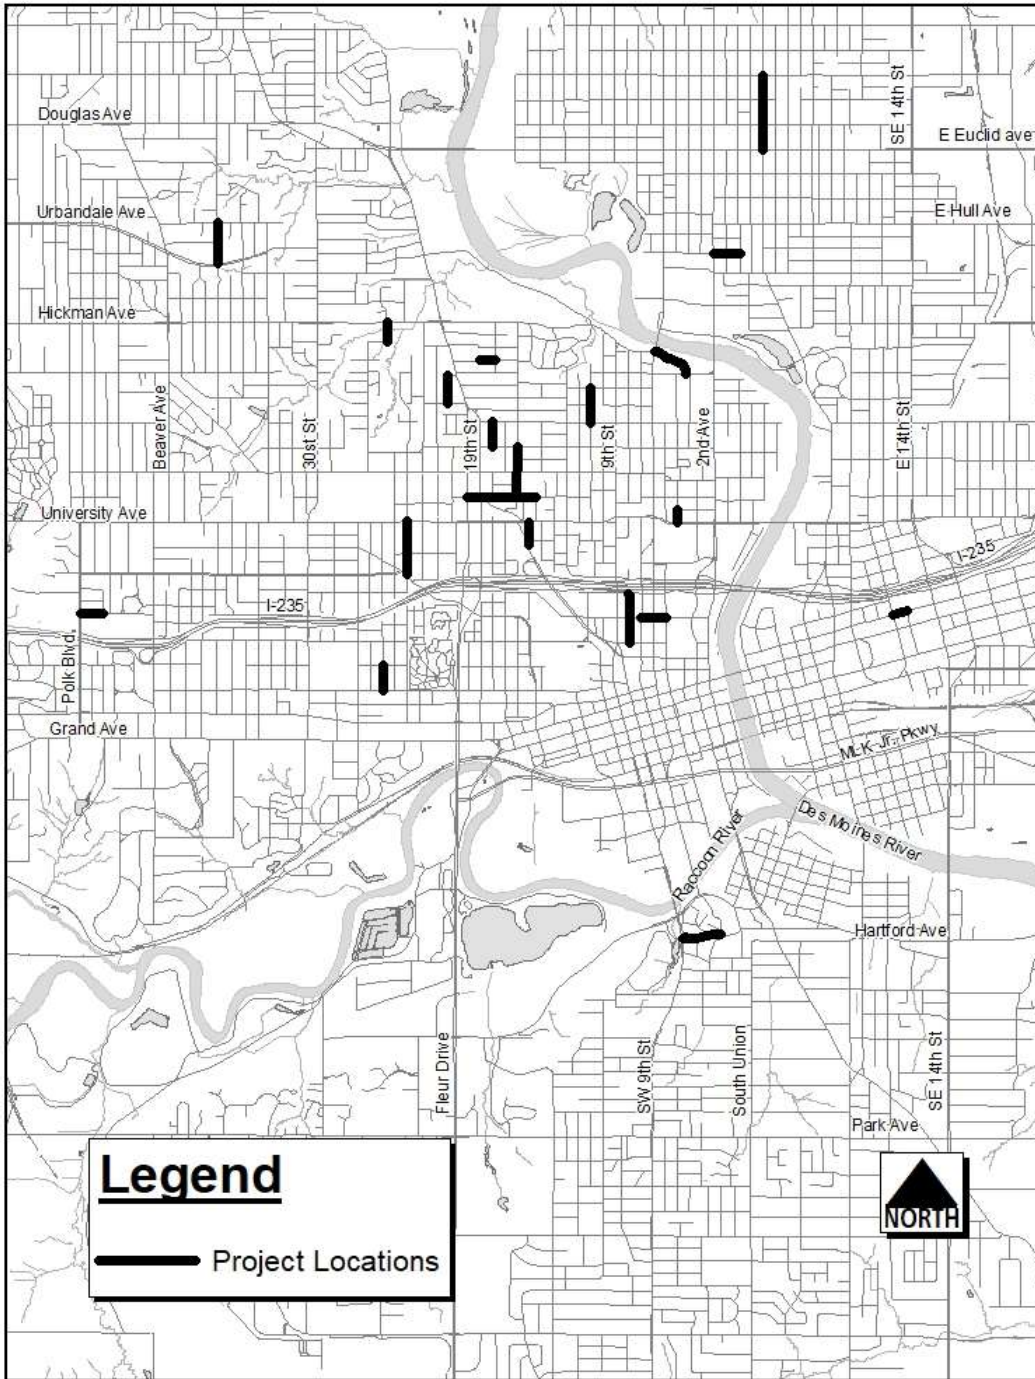 Douglas Ave
SE 14th St
E Euclid ave
Urbandale Ave
E Hull Ave
Hickman Ave
Beaver Ave
30st St
19th St
9th St
2nd Ave
E 14th St
University Ave
I-235
I-235
Polk Blvd.
Grand Ave
MLK Jr. Pkwy
Des Moines River
Raccoon River
Hartford Ave
Fleur Drive
SW 9th St
South Union
SE 14th St
Park Ave
Legend
Project Locations
NORTH